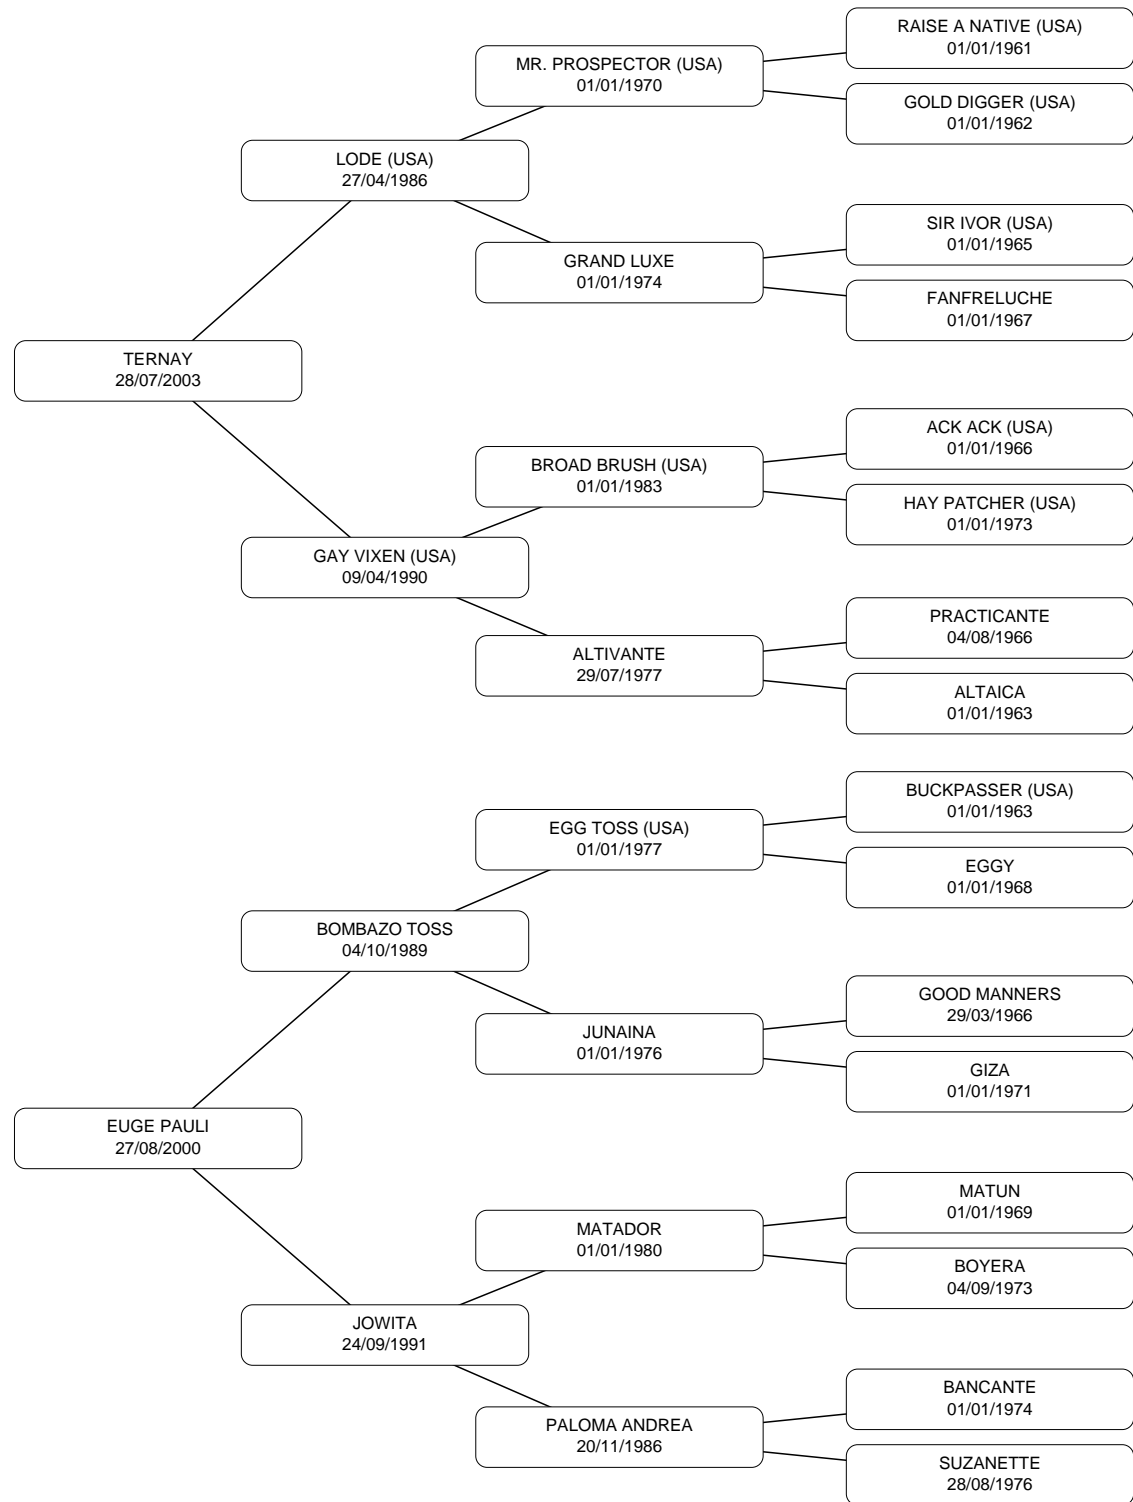 RAISE A NATIVE (USA)
01/01/1961
MR. PROSPECTOR (USA)
01/01/1970
GOLD DIGGER (USA)
01/01/1962
LODE (USA)
27/04/1986
SIR IVOR (USA)
01/01/1965
GRAND LUXE
01/01/1974
FANFRELUCHE
01/01/1967
TERNAY
28/07/2003
ACK ACK (USA)
01/01/1966
BROAD BRUSH (USA)
01/01/1983
HAY PATCHER (USA)
01/01/1973
GAY VIXEN (USA)
09/04/1990
PRACTICANTE
04/08/1966
ALTIVANTE
29/07/1977
ALTAICA
01/01/1963
BUCKPASSER (USA)
01/01/1963
EGG TOSS (USA)
01/01/1977
EGGY
01/01/1968
BOMBAZO TOSS
04/10/1989
GOOD MANNERS
29/03/1966
JUNAINA
01/01/1976
GIZA
01/01/1971
EUGE PAULI
27/08/2000
MATUN
01/01/1969
MATADOR
01/01/1980
BOYERA
04/09/1973
JOWITA
24/09/1991
BANCANTE
01/01/1974
PALOMA ANDREA
20/11/1986
SUZANETTE
28/08/1976